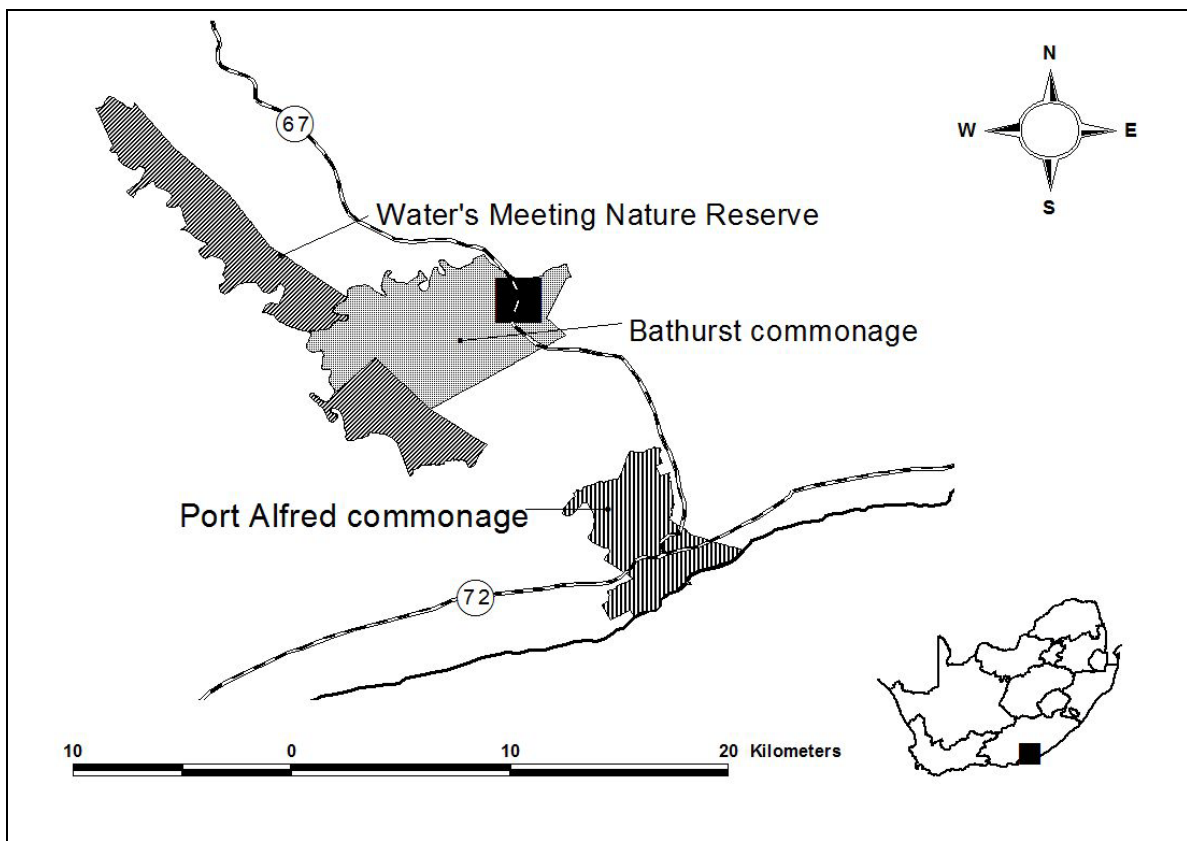 N
67
W
E
S
Water's Meeting Nature Reserve
Bathurst commonage
Port Alfred commonage
72
10 0 10 20 Kilometers